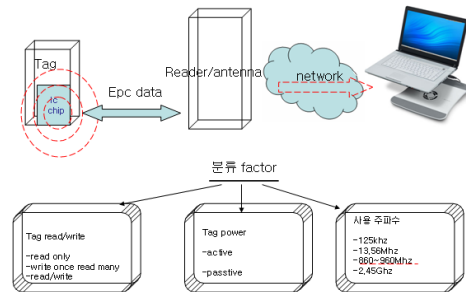 Tag
Ic
chip
Epc data
Reader/antenna
network
분류 factor
Tag read/write
-read only
-write once read many
-read/write
Tag power
-active
-passtive
사용 주파수
-125khz
-13,56Mhz
-860~960Mhz
-2,45Ghz